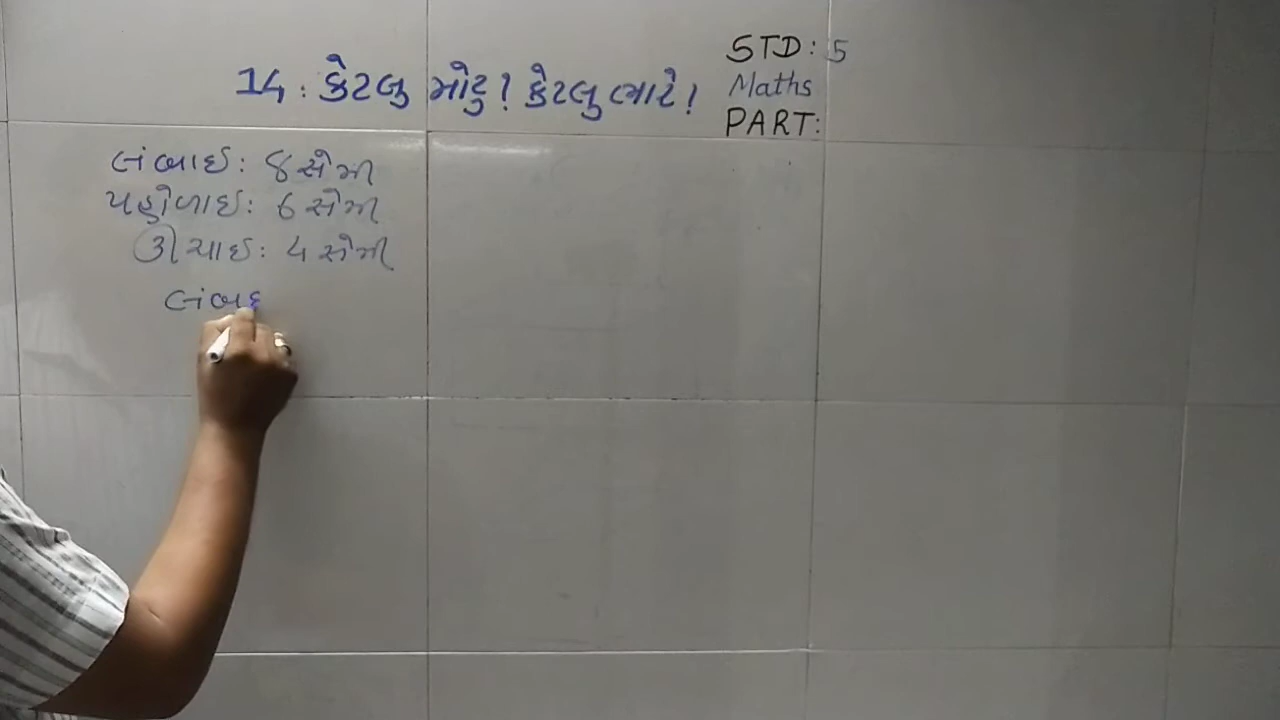 14 : કેટલુ મોટુ! કેટલુ ભારે!
STD: 5
Maths
PART:
લંબાઈ: 8 સેમી
પહોળાઈ: 6 સેમી
ઊંચાઈ: 4 સેમી
લંબાઈ